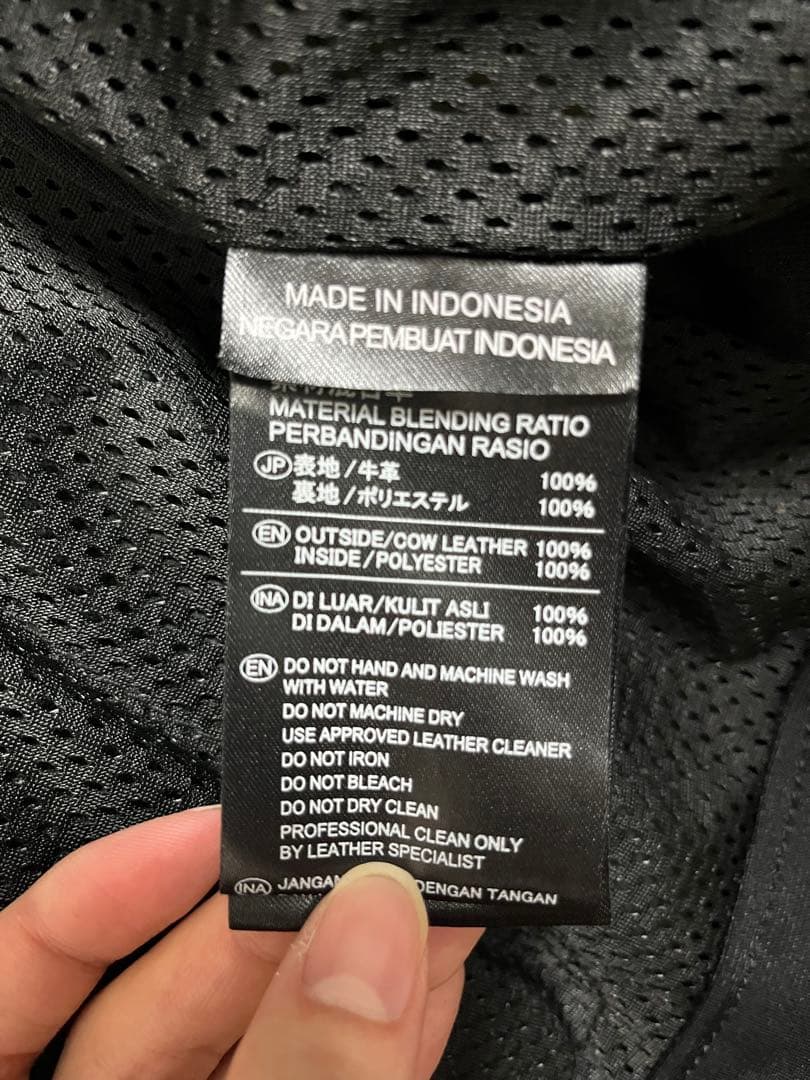 MADE IN INDONESIA
NEGARA PEMBUAT INDONESIA
MATERIAL BLENDING RATIO
PERBANDINGAN RASIO
JP 表地/牛革 100%
裏地/ポリエステル 100%
EN OUTSIDE/COW LEATHER 100%
INSIDE/POLYESTER 100%
INA DI LUAR/KULIT ASLI 100%
DI DALAM/POLIESTER 100%
EN DO NOT HAND AND MACHINE WASH
WITH WATER
DO NOT MACHINE DRY
USE APPROVED LEATHER CLEANER
DO NOT IRON
DO NOT BLEACH
DO NOT DRY CLEAN
PROFESSIONAL CLEAN ONLY
BY LEATHER SPECIALIST
INA DENGAN TANGAN